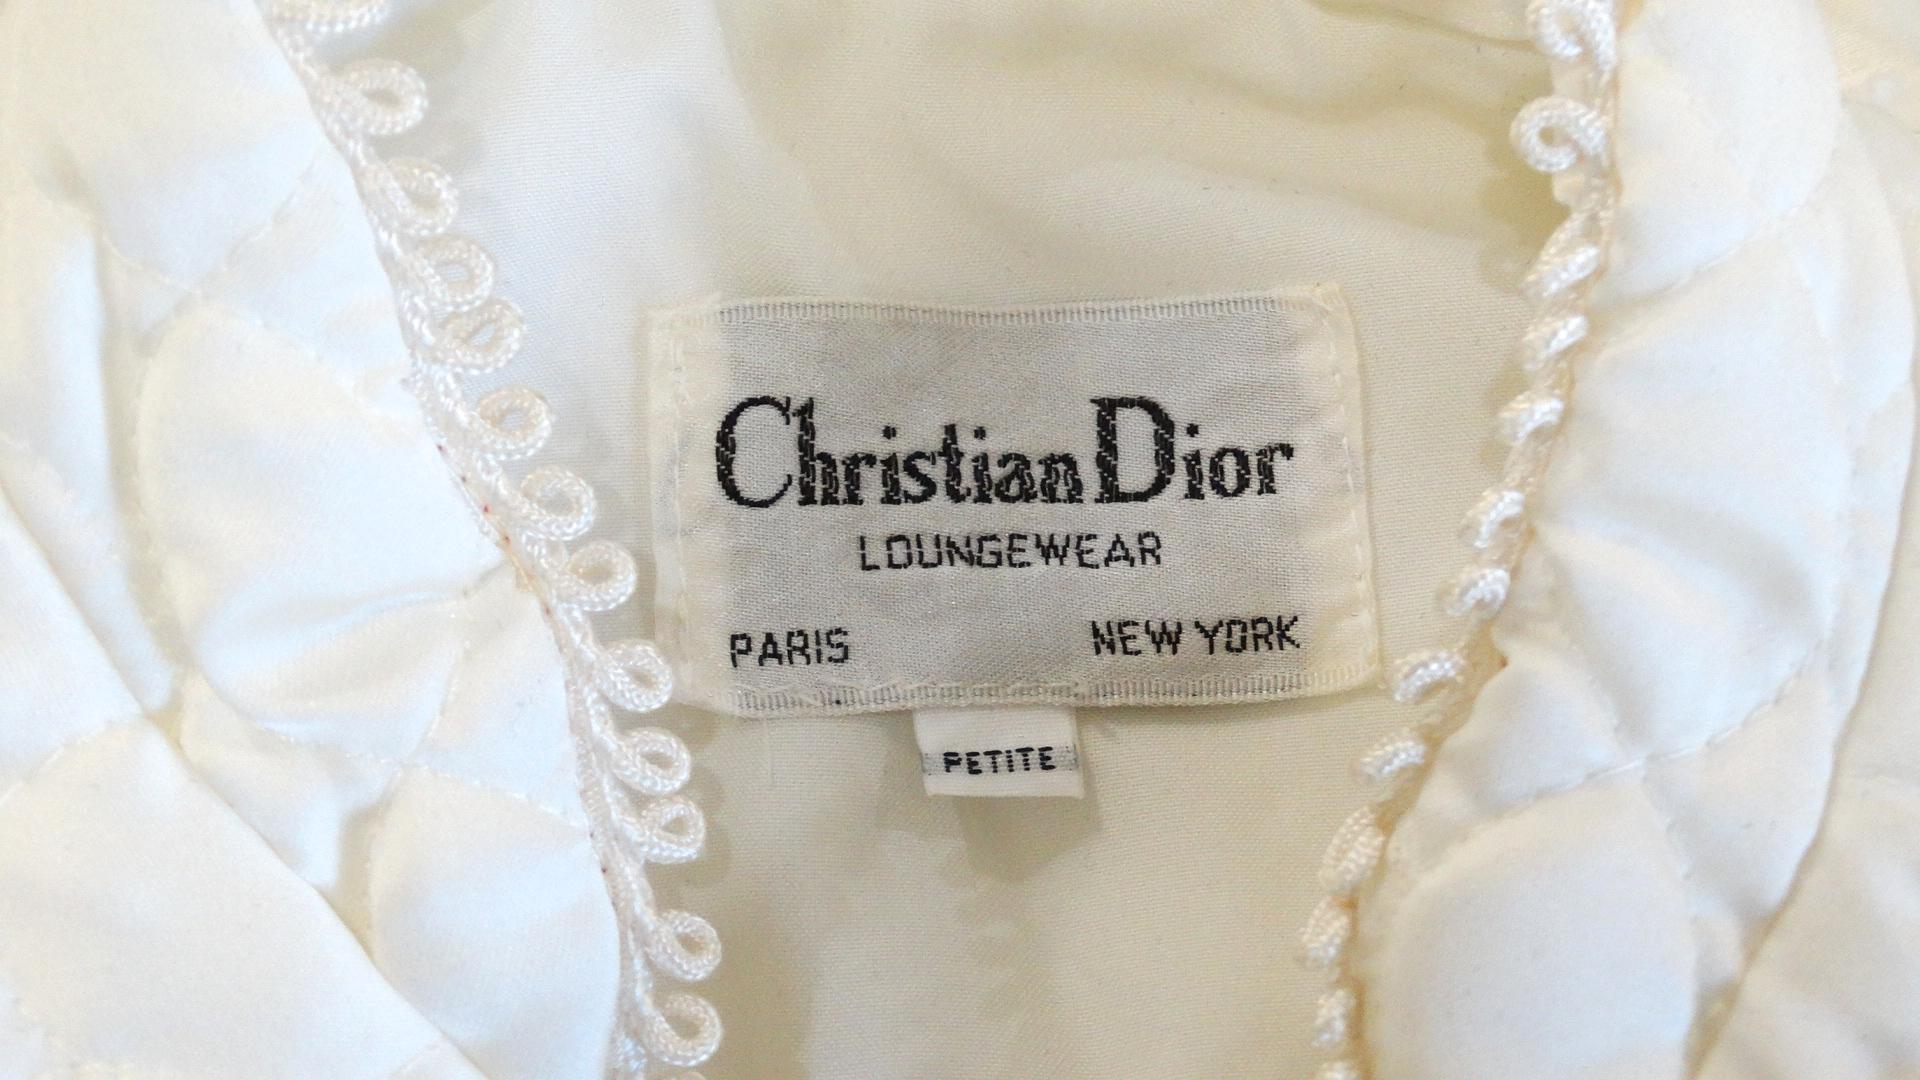 Christian Dior
LOUNGEWEAR
PARIS NEW YORK
PETITE